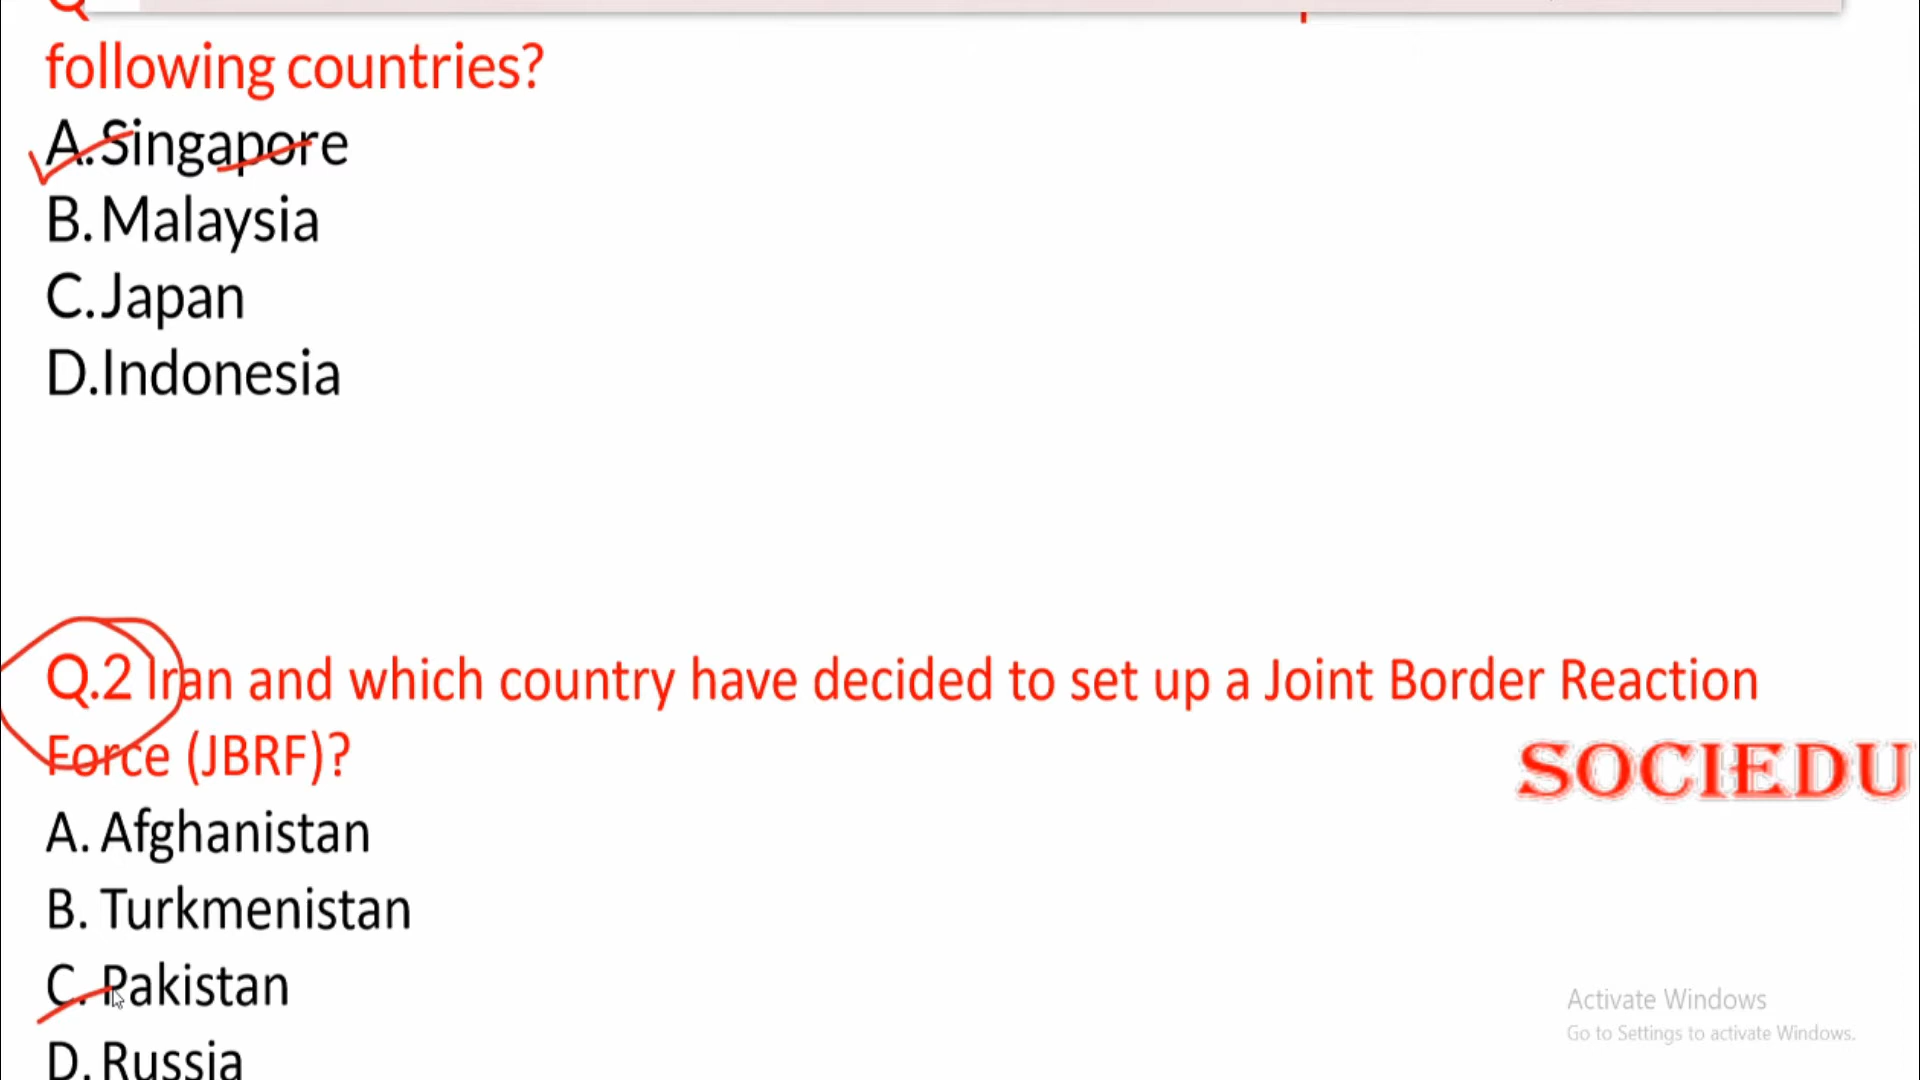 following countries?
A.Singapore
B.Malaysia
C.Japan
D.Indonesia
Q.2 Iran and which country have decided to set up a Joint Border Reaction
Force (JBRF)?
SOCIEDU
A. Afghanistan
B. Turkmenistan
C. Pakistan
D. Russia
Activate Windows
Go to Settings to activate Windows.